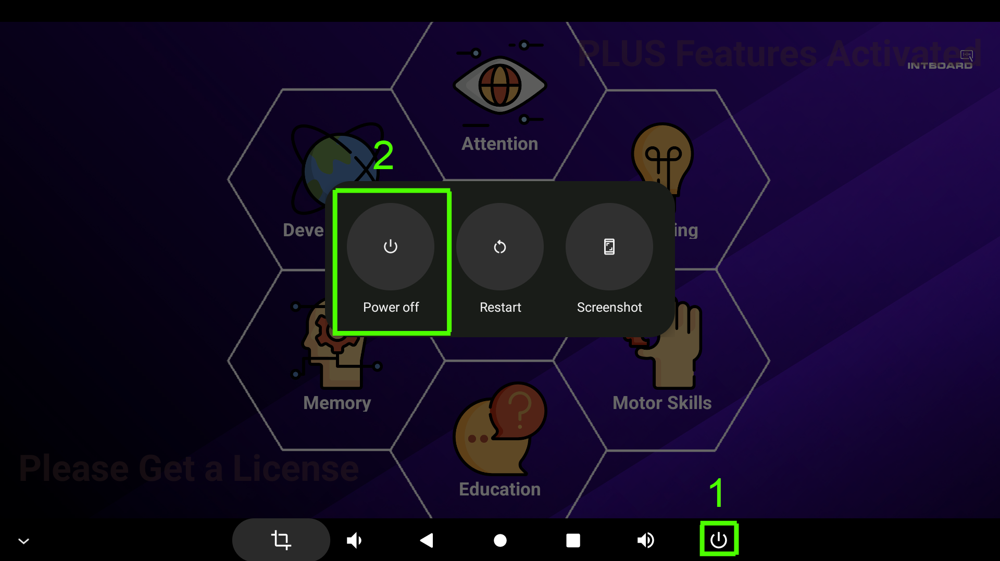 PLUS Features Activated
INTBOARD
Attention
2
Deve
ing
Power off
Restart
Screenshot
Memory
Motor Skills
Please Get a License
Education
1